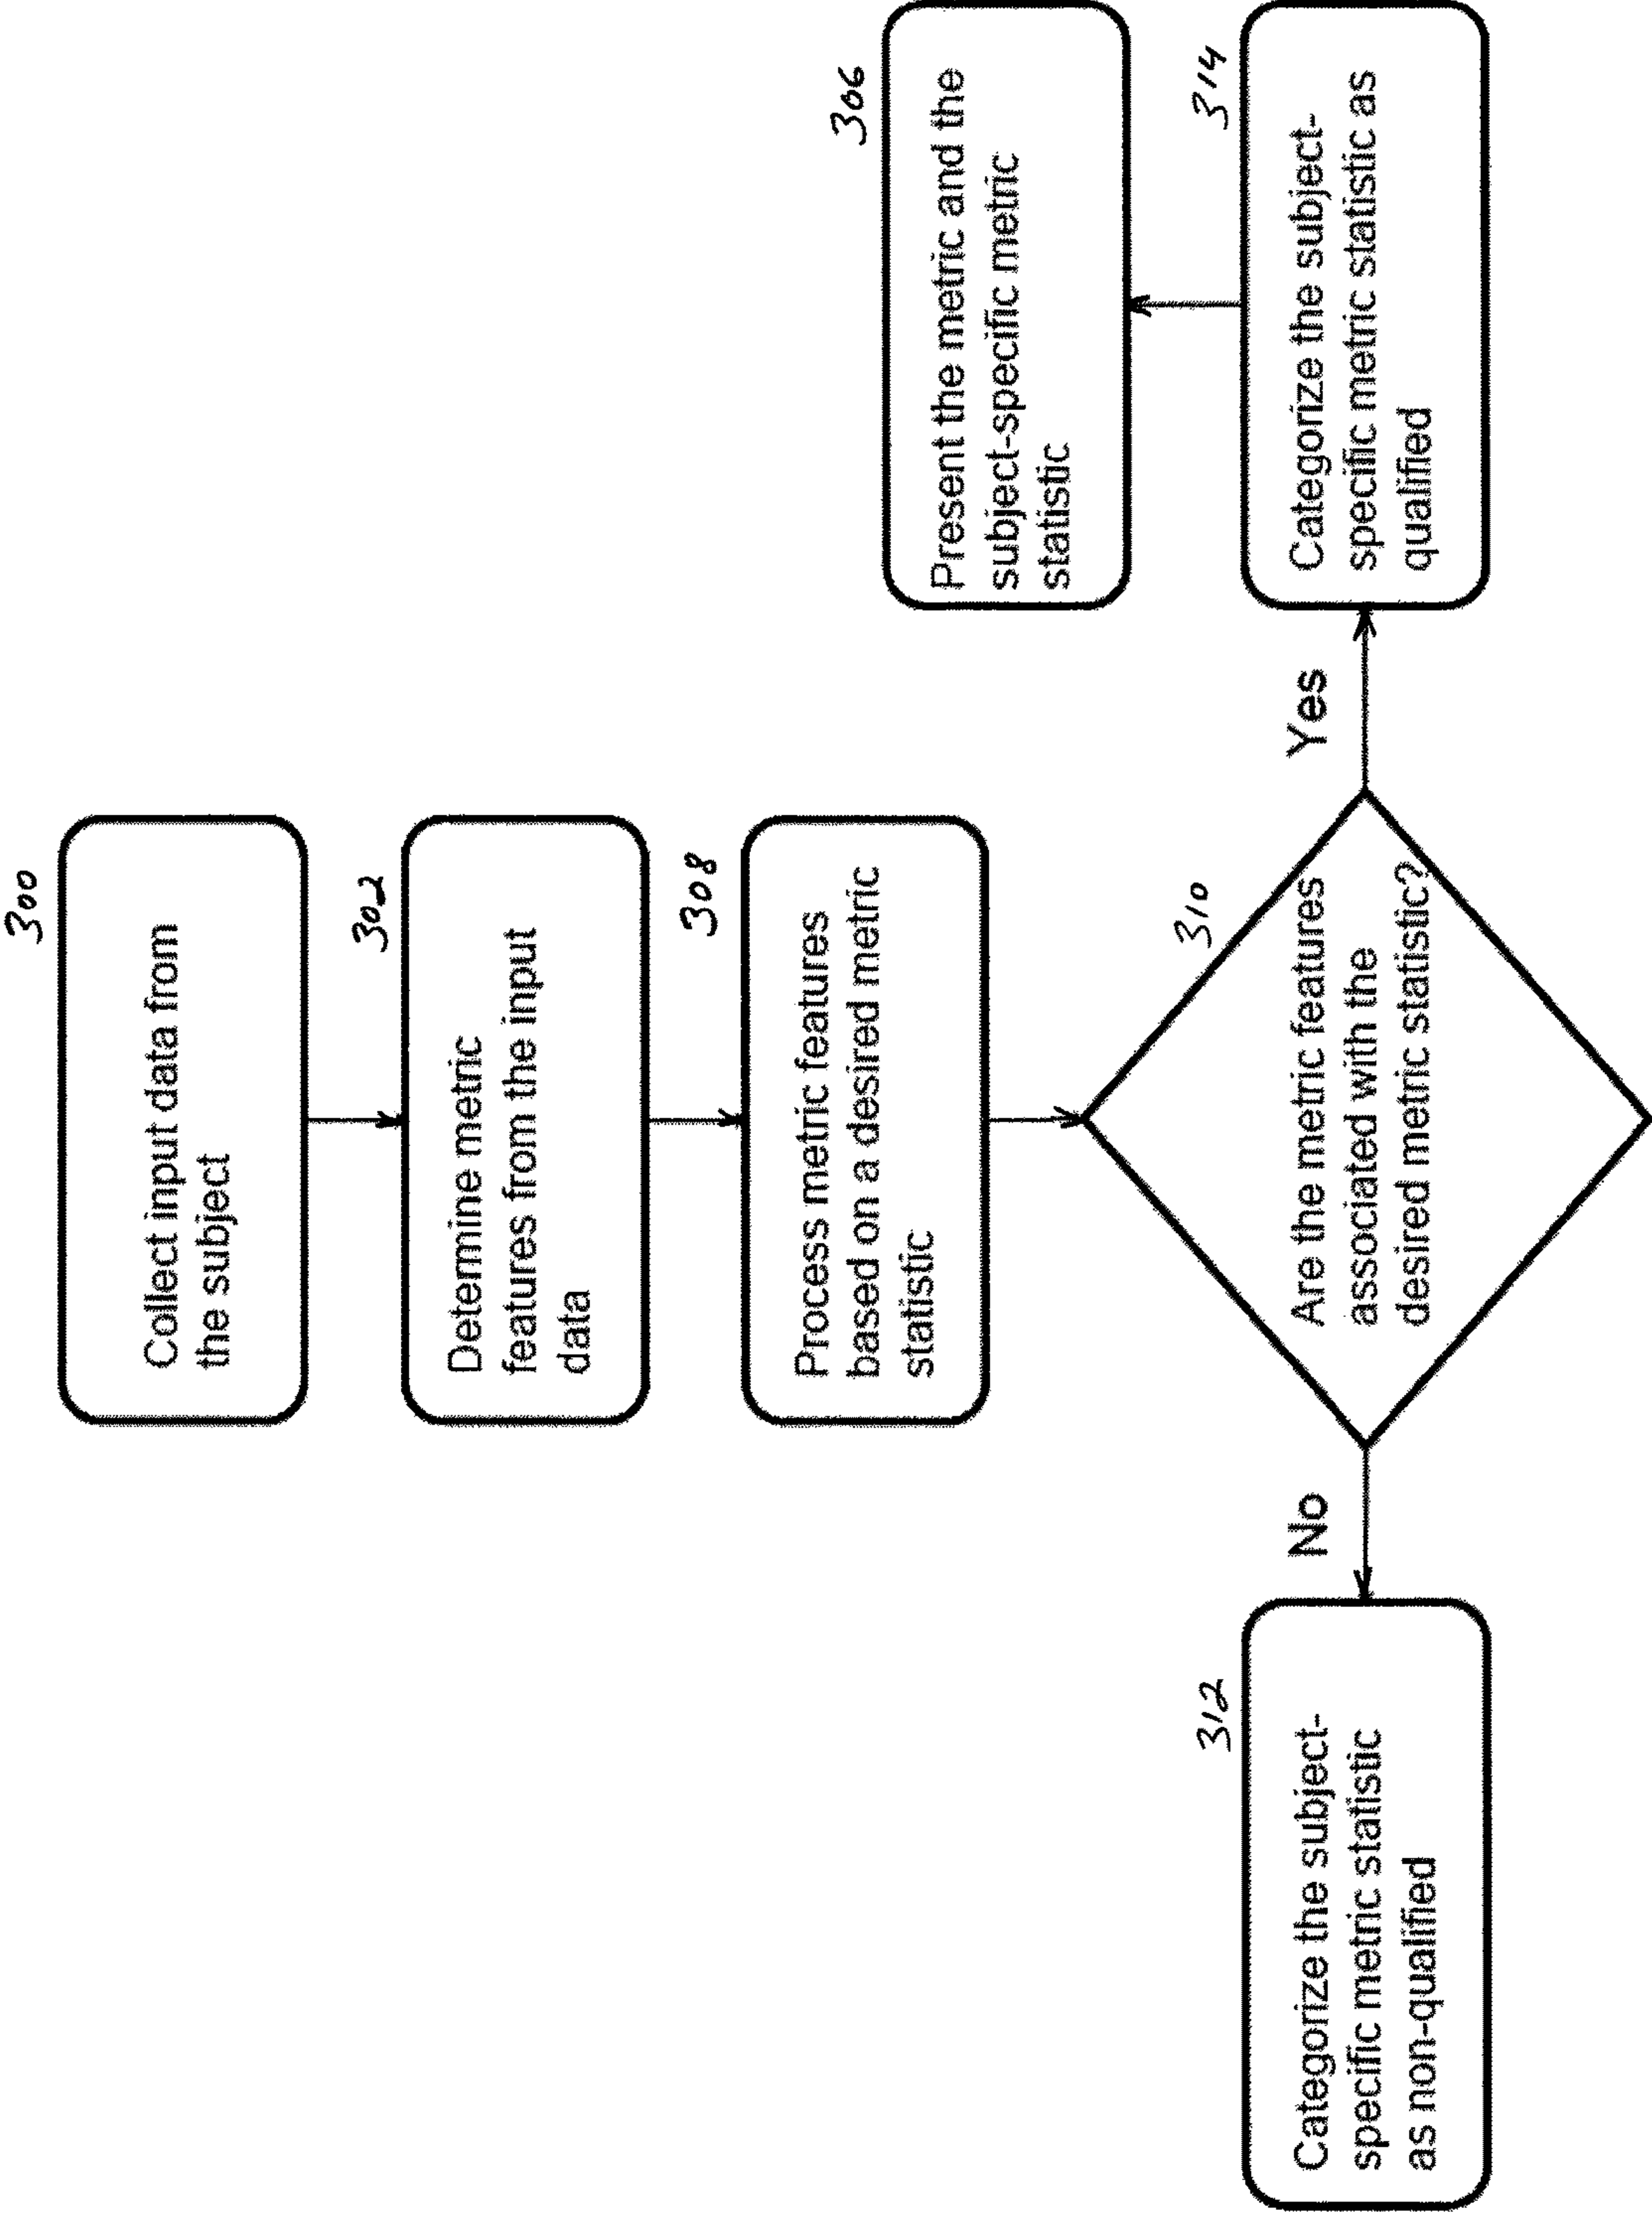 300
Collect input data from
the subject
302
Determine metric
features from the input
data
308
Process metric features
based on a desired metric
statistic
310
Are the metric features
associated with the
desired metric statistic?
No
Yes
312
Categorize the subject-
specific metric statistic
as non-qualified
314
Categorize the subject-
specific metric statistic as
qualified
306
Present the metric and the
subject-specific metric
statistic